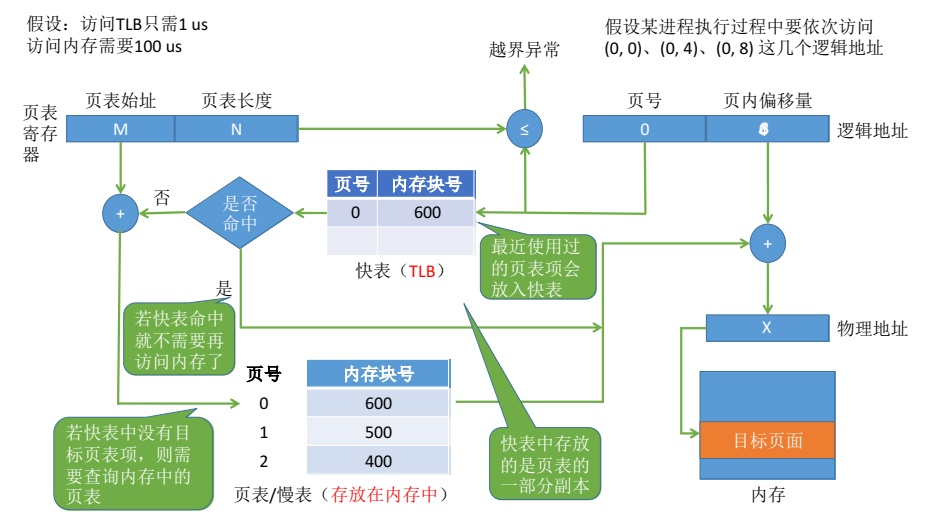 假设：访问TLB只需1 us
访问内存需要100 us
假设某进程执行过程中要依次访问
(0, 0)、(0, 4)、(0, 8) 这几个逻辑地址
越界异常
页表始址
页表长度
页号
页内偏移量
页表
寄存
器
M
N
≤
0
逻辑地址
页号
内存块号
0
600
快表（TLB）
是否
命中
否
是
+
+
最近使用过
的页表项会
放入快表
若快表命中
就不需要再
访问内存了
X
物理地址
页号
内存块号
0
600
1
500
2
400
页表/慢表（存放在内存中）
若快表中没有目
标页表项，则需
要查询内存中的
页表
快表中存放
的是页表的
一部分副本
目标页面
内存